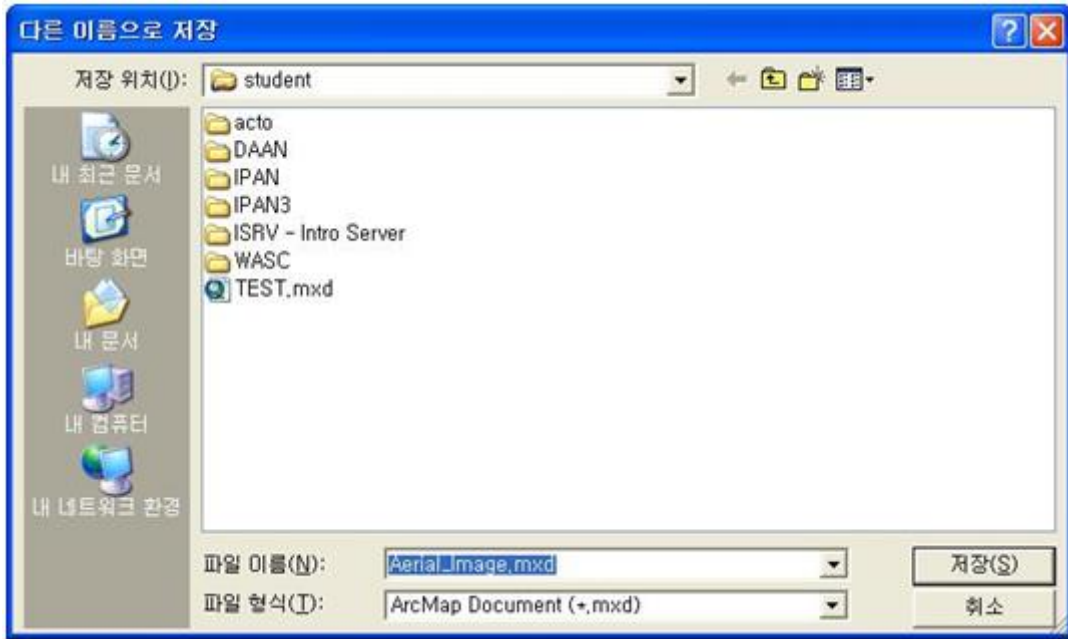 다른 이름으로 저장
저장 위치(I): student
acto
DAAN
IPAN
IPAN3
ISRV - Intro Server
WASC
TEST.mxd
내 최근 문서
바탕 화면
내 문서
내 컴퓨터
내 네트워크 환경
파일 이름(N): Aerial_Image.mxd 저장(S)
파일 형식(T): ArcMap Document (*.mxd) 취소